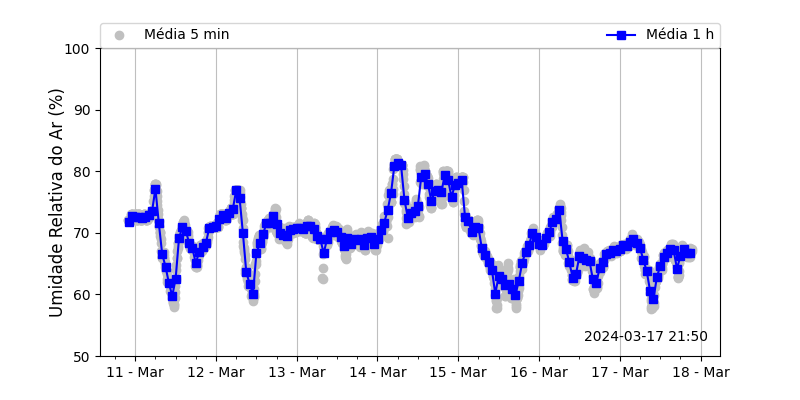 Média 5 min
Média 1 h
Umidade Relativa do Ar (%)
100
90
80
70
60
50
2024-03-17 21:50
11 - Mar
12 - Mar
13 - Mar
14 - Mar
15 - Mar
16 - Mar
17 - Mar
18 - Mar